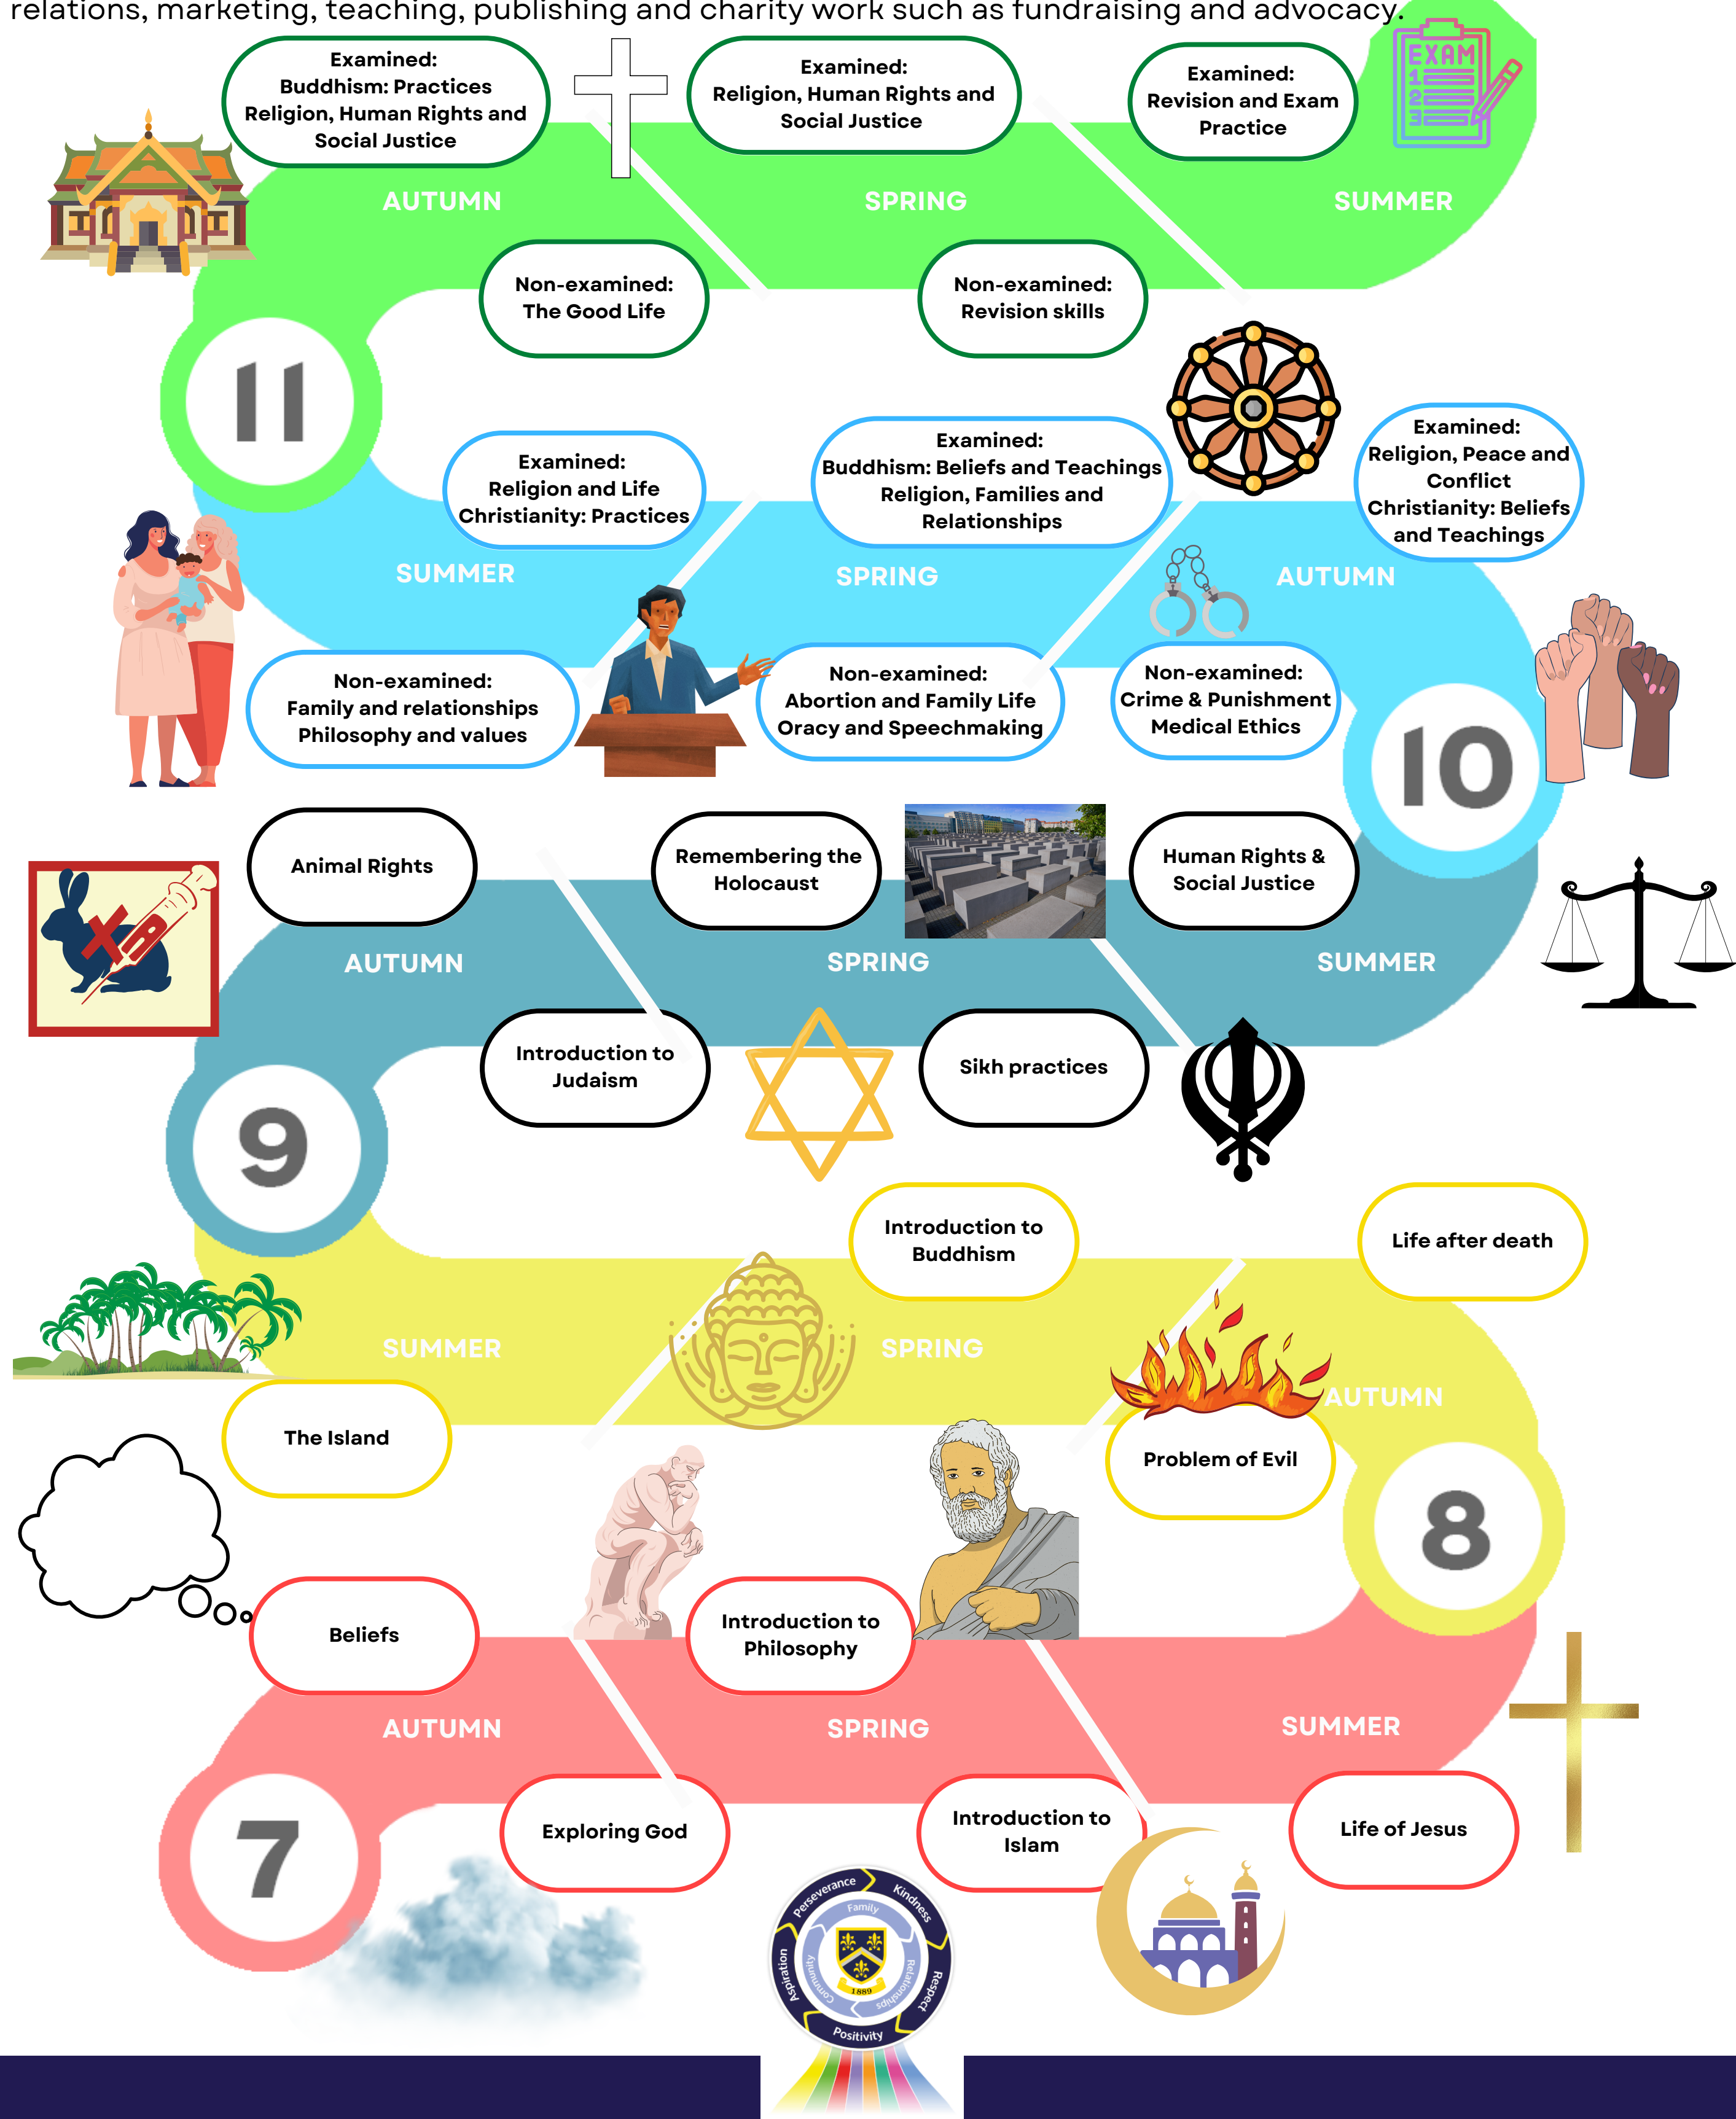 relations, marketing, teaching, publishing and charity work such as fundraising and advocacy.
Examined:
Buddhism: Practices
Religion, Human Rights and
Social Justice
Examined:
Religion, Human Rights and
Social Justice
Examined:
Revision and Exam
Practice
EXAM
1
2
3
AUTUMN
SPRING
SUMMER
Non-examined:
The Good Life
Non-examined:
Revision skills
11
Examined:
Religion and Life
Christianity: Practices
Examined:
Buddhism: Beliefs and Teachings
Religion, Families and
Relationships
Examined:
Religion, Peace and
Conflict
Christianity: Beliefs
and Teachings
SUMMER
SPRING
AUTUMN
Non-examined:
Family and relationships
Philosophy and values
Non-examined:
Abortion and Family Life
Oracy and Speechmaking
Non-examined:
Crime & Punishment
Medical Ethics
10
Animal Rights
Remembering the
Holocaust
Human Rights &
Social Justice
AUTUMN
SPRING
SUMMER
Introduction to
Judaism
Sikh practices
9
Introduction to
Buddhism
Life after death
SUMMER
SPRING
AUTUMN
The Island
Problem of Evil
8
Beliefs
Introduction to
Philosophy
AUTUMN
SPRING
SUMMER
Exploring God
Introduction to
Islam
Life of Jesus
7
Perseverance
Kindness
Respect
Positivity
Aspiration
Family
Relationships
Community
1889